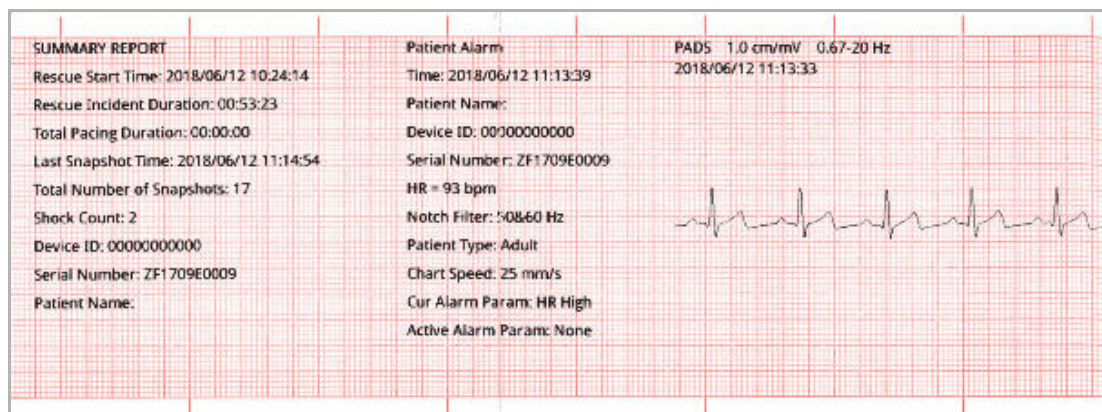 SUMMARY REPORT
Rescue Start Time: 2018/06/12 10:24:14
Rescue Incident Duration: 00:53:23
Total Pacing Duration: 00:00:00
Last Snapshot Time: 2018/06/12 11:14:54
Total Number of Snapshots: 17
Shock Count: 2
Device ID: 00000000000
Serial Number: ZF1709E0009
Patient Name:
Patient Alarm
Time: 2018/06/12 11:13:39
Patient Name:
Device ID: 00000000000
Serial Number: ZF1709E0009
HR = 93 bpm
Notch Filter: 50&60 Hz
Patient Type: Adult
Chart Speed: 25 mm/s
Cur Alarm Param: HR High
Active Alarm Param: None
PADS 1.0 cm/mV 0.67-20 Hz
2018/06/12 11:13:33